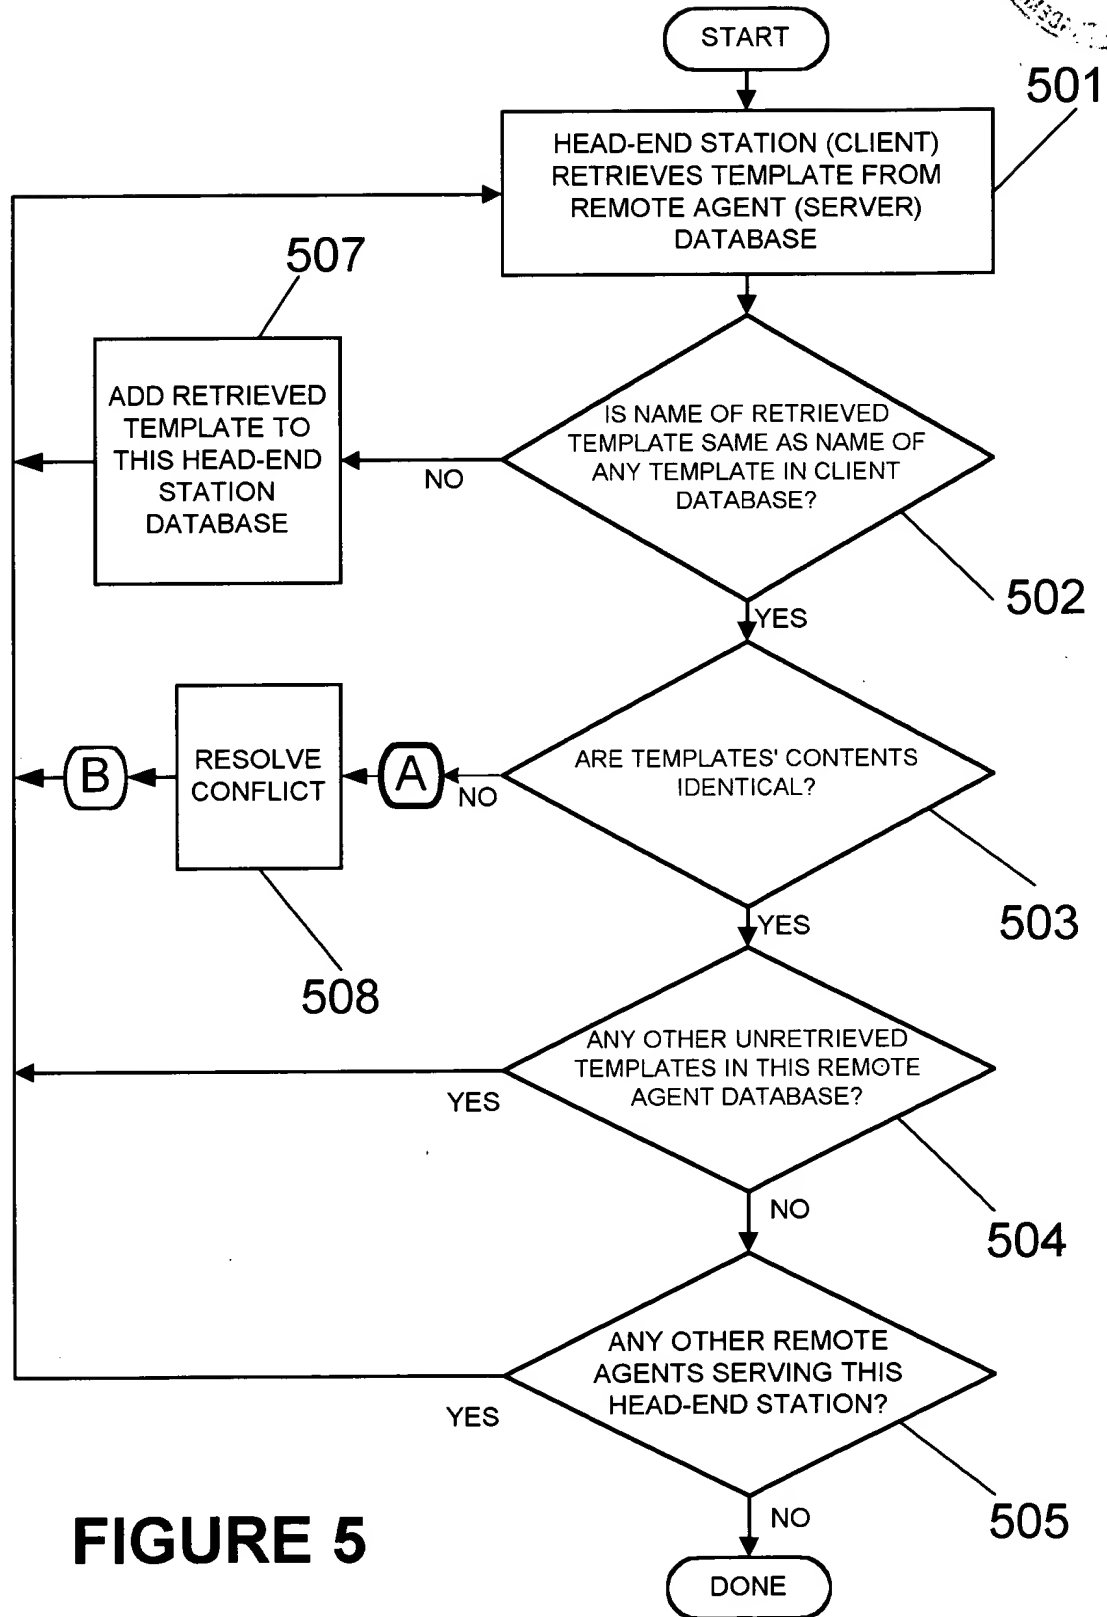 START
501
HEAD-END STATION (CLIENT)
RETRIEVES TEMPLATE FROM
REMOTE AGENT (SERVER)
DATABASE
507
ADD RETRIEVED
TEMPLATE TO
THIS HEAD-END
STATION
DATABASE
NO
IS NAME OF RETRIEVED
TEMPLATE SAME AS NAME OF
ANY TEMPLATE IN CLIENT
DATABASE?
502
YES
B
RESOLVE
CONFLICT
A
NO
ARE TEMPLATES' CONTENTS
IDENTICAL?
503
508
YES
ANY OTHER UNRETRIEVED
TEMPLATES IN THIS REMOTE
AGENT DATABASE?
YES
504
NO
ANY OTHER REMOTE
AGENTS SERVING THIS
HEAD-END STATION?
YES
505
NO
FIGURE 5
DONE